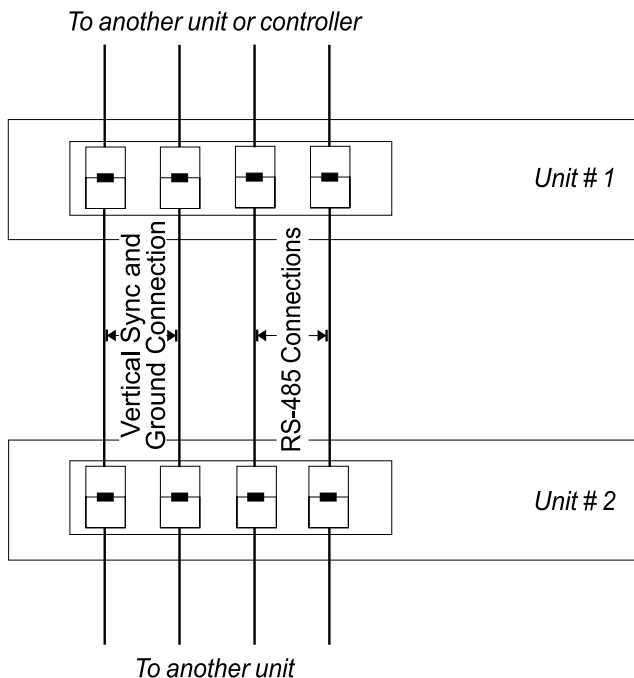 To another unit or controller
Unit # 1
Vertical Sync and
Ground Connection
RS-485 Connections
Unit # 2
To another unit